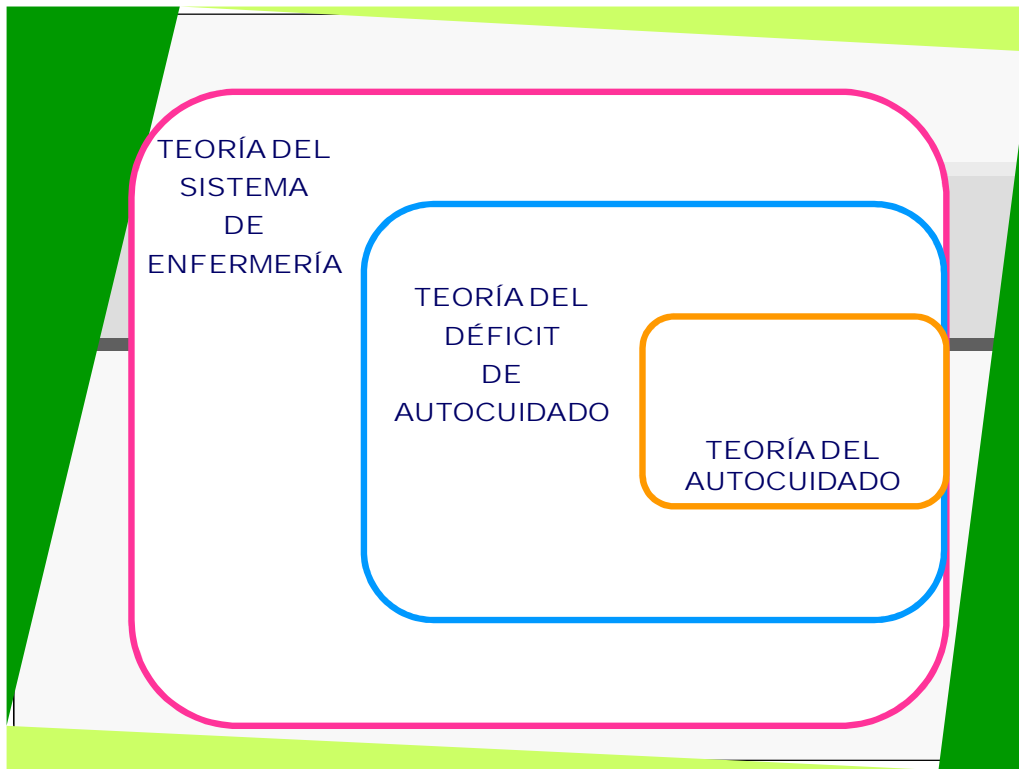 TEORÍA DEL
SISTEMA
DE
ENFERMERÍA
TEORÍA DEL
DÉFICIT
DE
AUTOCUIDADO
TEORÍA DEL
AUTOCUIDADO